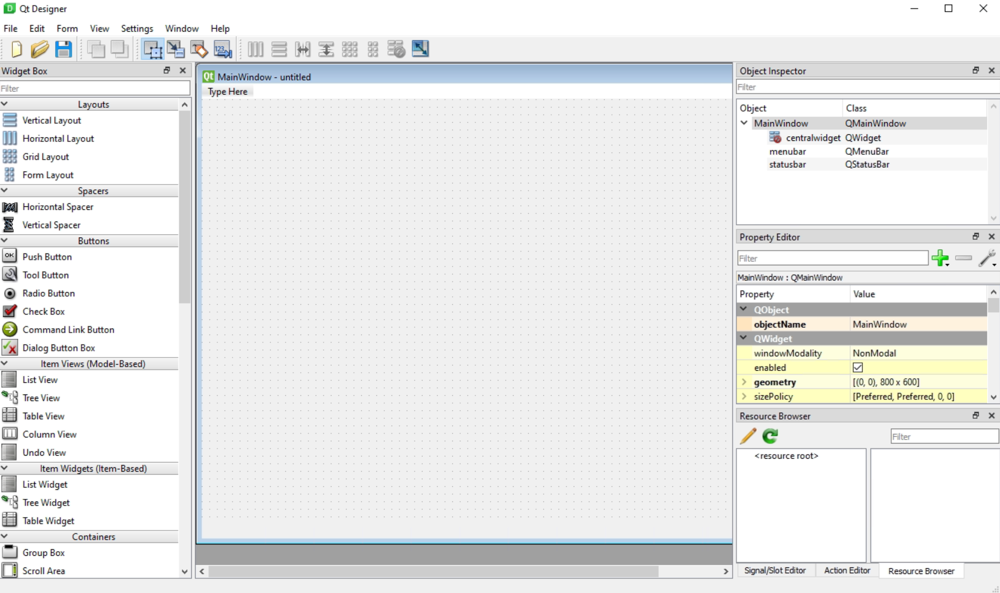 Qt Designer
File Edit Form View Settings Window Help
123
Widget Box
Filter
Layouts
Vertical Layout
Horizontal Layout
Grid Layout
Form Layout
Spacers
Horizontal Spacer
Vertical Spacer
Buttons
OK Push Button
Tool Button
Radio Button
Check Box
Command Link Button
Dialog Button Box
Item Views (Model-Based)
List View
Tree View
Table View
Column View
Undo View
Item Widgets (Item-Based)
List Widget
Tree Widget
Table Widget
Containers
Group Box
Scroll Area
Qt MainWindow - untitled
Type Here
Object Inspector
Filter
Object Class
MainWindow QMainWindow
centralwidget QWidget
menubar QMenuBar
statusbar QStatusBar
Property Editor
Filter
MainWindow : QMainWindow
Property Value
QObject
objectName MainWindow
QWidget
windowModality NonModal
enabled
geometry [(0, 0), 800 x 600]
sizePolicy [Preferred, Preferred, 0, 0]
Resource Browser
Filter
<resource root>
Signal/Slot Editor Action Editor Resource Browser